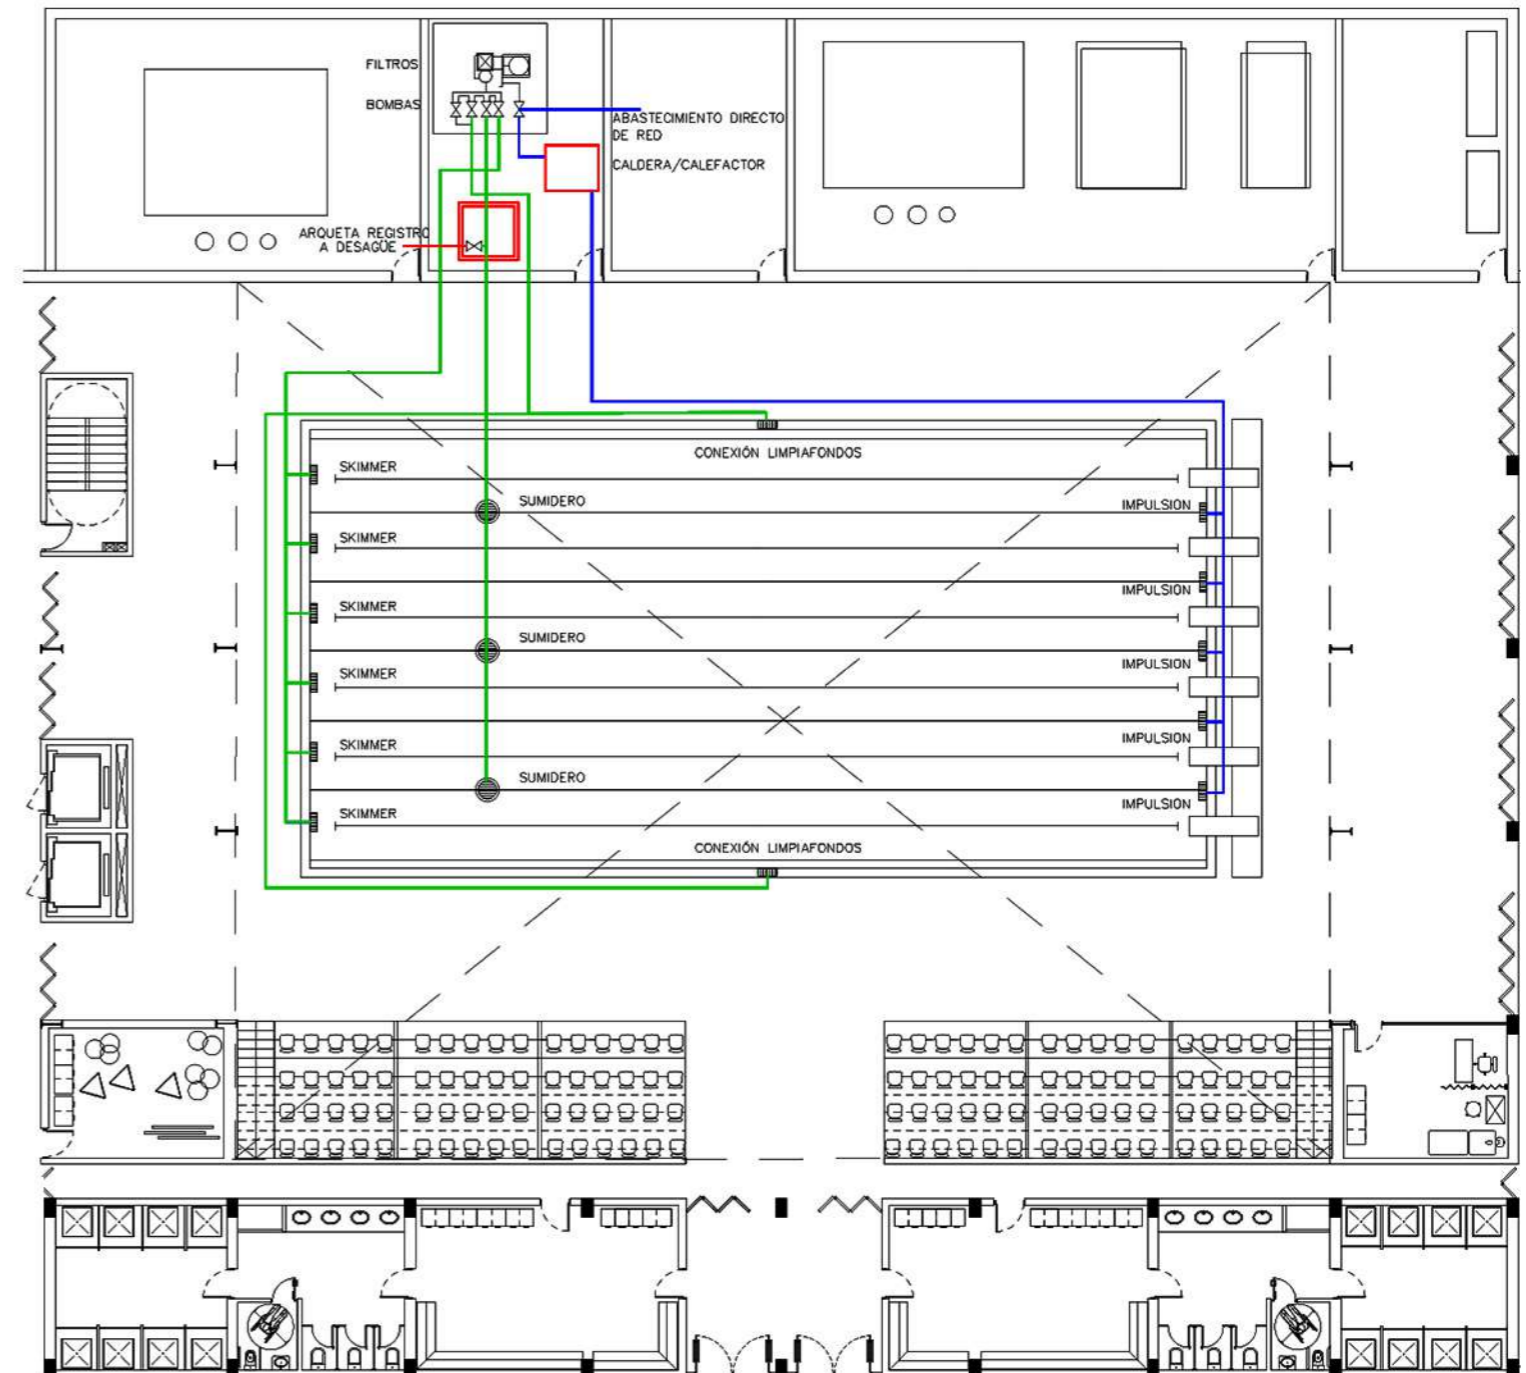 FILTROS
BOMBAS
ABASTECIMIENTO DIRECTO
DE RED
CALDERA/CALEFACTOR
ARQUETA REGISTRO
A DESAGÜE
CONEXIÓN LIMPIAFONDOS
SKIMMER
SUMIDERO
IMPULSION
SKIMMER
IMPULSION
SKIMMER
SUMIDERO
IMPULSION
SKIMMER
IMPULSION
SKIMMER
SUMIDERO
IMPULSION
SKIMMER
CONEXIÓN LIMPIAFONDOS